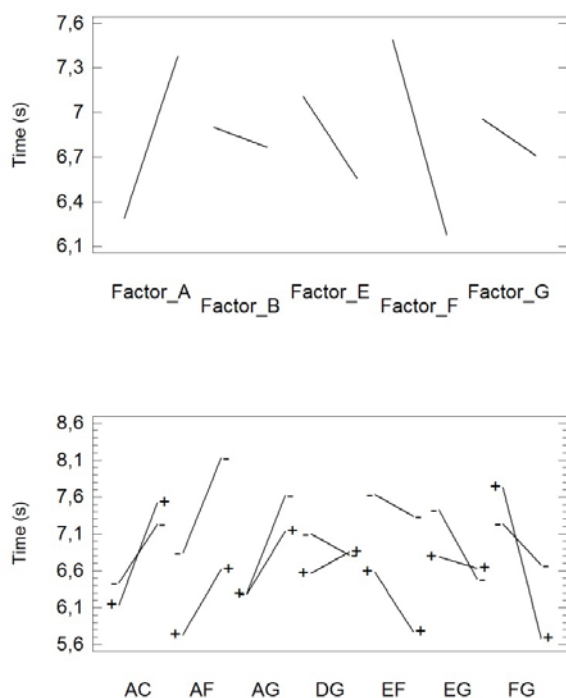 7,6
7,3
7
6,7
6,4
6,1
Time (s)
Factor_A
Factor_B
Factor_E
Factor_F
Factor_G
8,6
8,1
7,6
7,1
6,6
6,1
5,6
Time (s)
AC AF AG DG EF EG FG